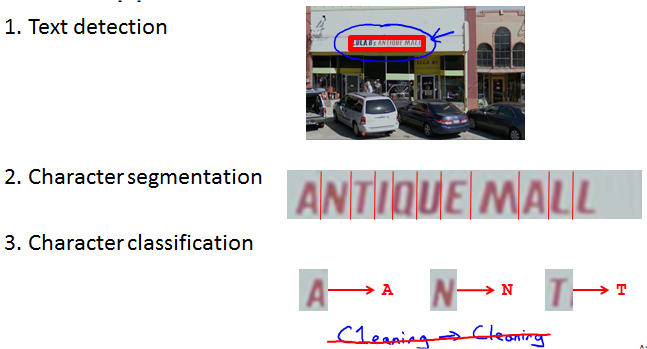 1. Text detection
LULA B's ANTIQUE MALL
2. Character segmentation
ANTIQUE MALL
3. Character classification
A → A N → N T → T
C1eaning → Cleaning